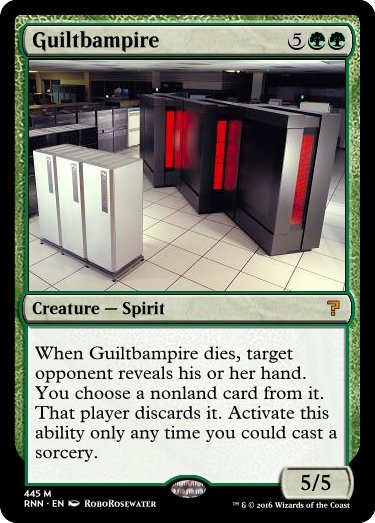 Guiltbampire 5
Creature — Spirit
When Guiltbampire dies, target
opponent reveals his or her hand.
You choose a nonland card from it.
That player discards it. Activate this
ability only any time you could cast a
sorcery.
5/5
445 M
RNN • EN RoboRosewater
™ & © 2016 Wizards of the Coast